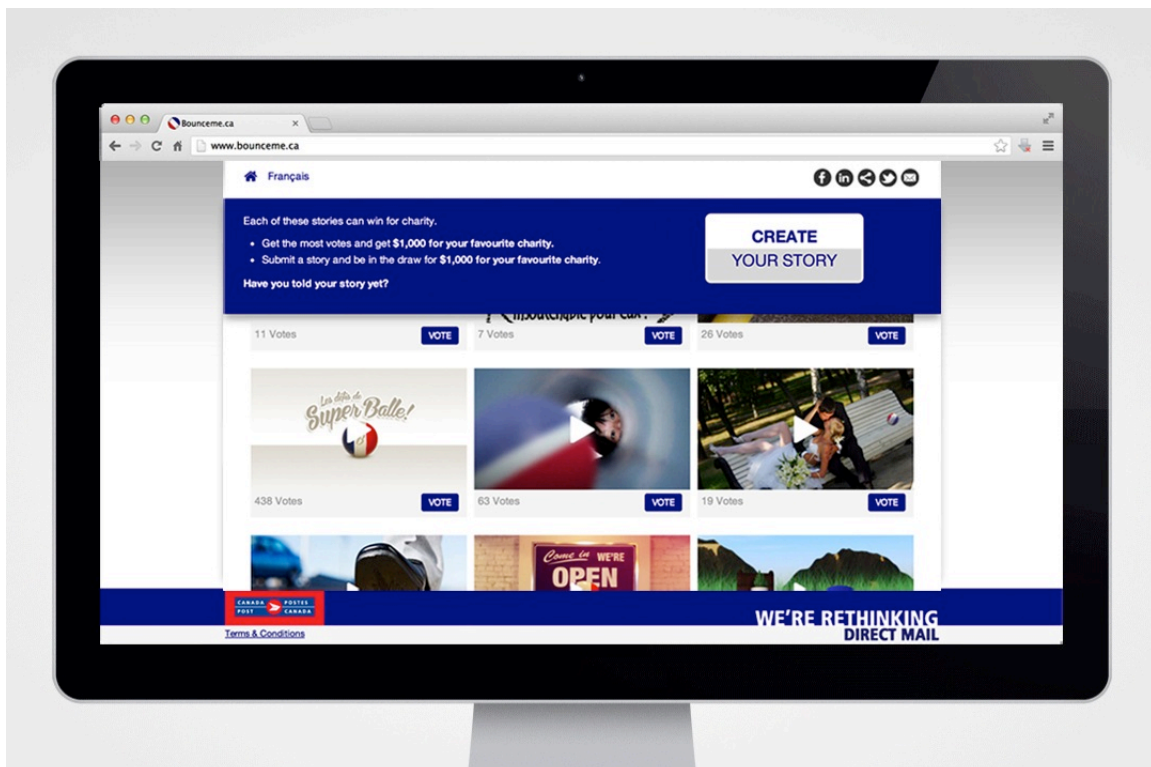 Bounceme.ca
www.bounceme.ca
Français
Each of these stories can win for charity.
• Get the most votes and get $1,000 for your favourite charity.
• Submit a story and be in the draw for $1,000 for your favourite charity.
Have you told your story yet?
CREATE
YOUR STORY
insoutenable pour eux !
11 Votes VOTE 7 Votes VOTE 26 Votes VOTE
Les défis de
Super Balle!
438 Votes VOTE 63 Votes VOTE 19 Votes VOTE
Come in WE'RE
OPEN
CANADA POSTES
POST CANADA
WE'RE RETHINKING
DIRECT MAIL
Terms & Conditions